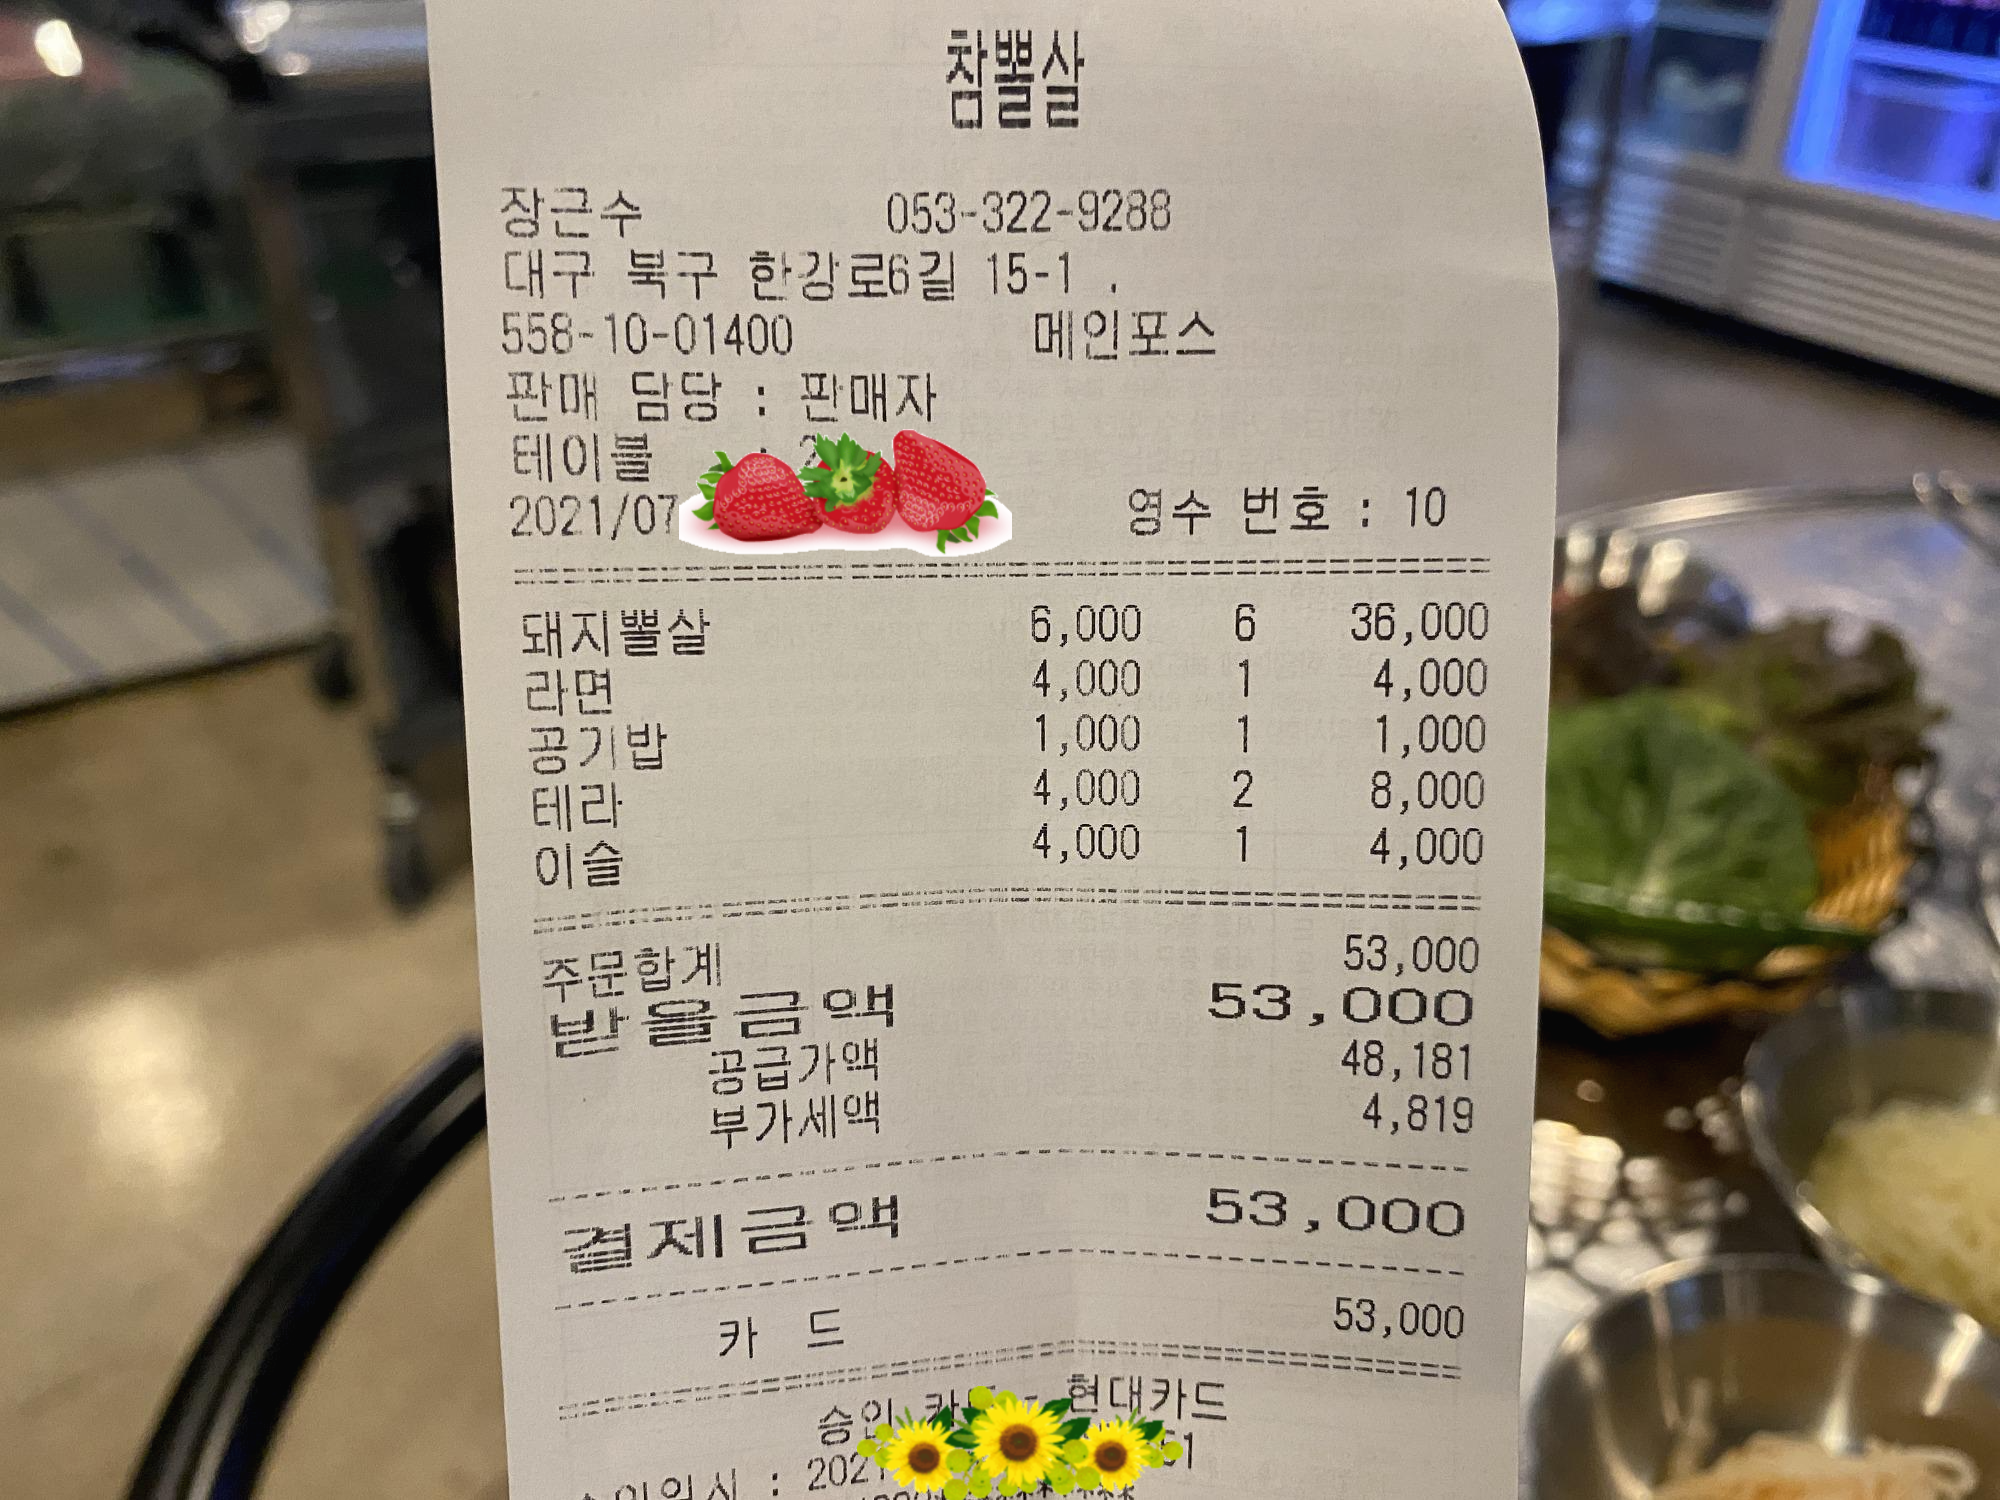 참뽈살
장근수 053-322-9288
대구 북구 한강로6길 15-1 .
558-10-01400 메인포스
판매 담당 : 판매자
테이블 :
2021/07 영수 번호 : 10
돼지뽈살 6,000 6 36,000
라면 4,000 1 4,000
공기밥 1,000 1 1,000
테라 4,000 2 8,000
이슬 4,000 1 4,000
주문합계 53,000
받을금액 53,000
공급가액 48,181
부가세액 4,819
결제금액 53,000
카 드 53,000
승인 - 현대카드
: 202 51